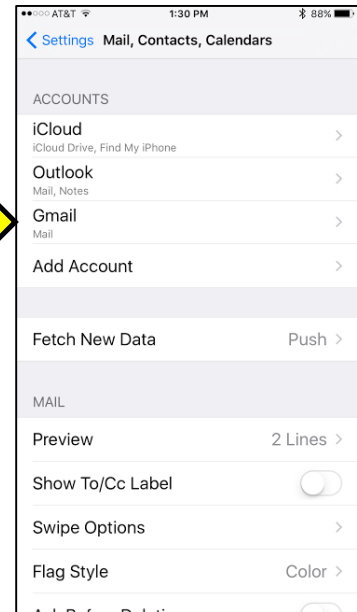 AT&T 1:30 PM 88%
Settings Mail, Contacts, Calendars
ACCOUNTS
iCloud
iCloud Drive, Find My iPhone
Outlook
Mail, Notes
Gmail
Mail
Add Account
Fetch New Data Push
MAIL
Preview 2 Lines
Show To/Cc Label
Swipe Options
Flag Style Color